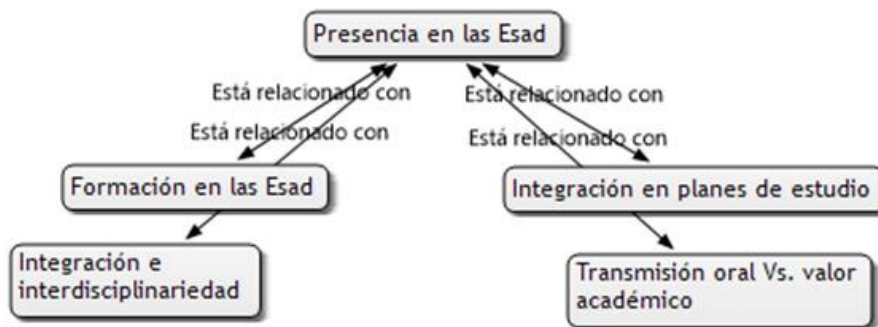 Presencia en las Esad
Está relacionado con
Está relacionado con
Está relacionado con
Está relacionado con
Formación en las Esad
Integración en planes de estudio
Integración e
interdisciplinariedad
Transmisión oral Vs. valor
académico